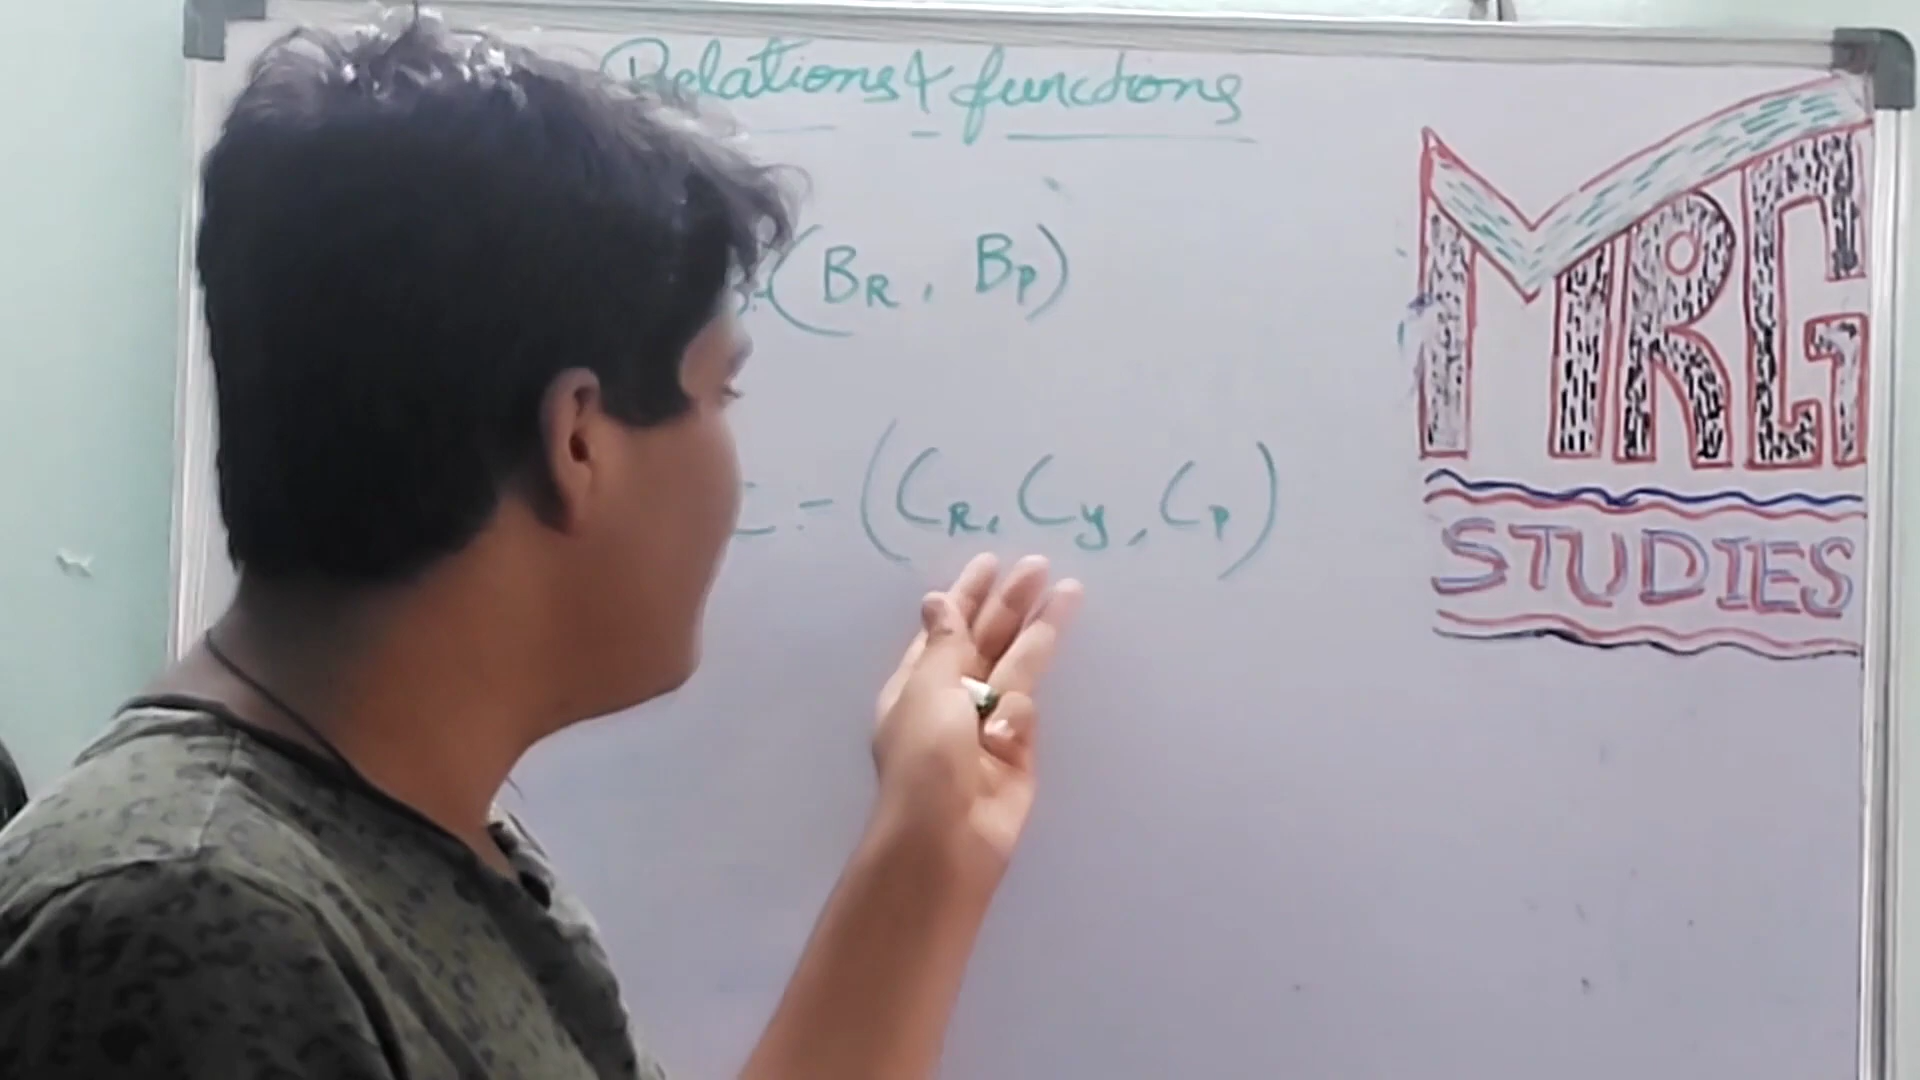 Relations & functions
(BR, BP)
:- (CR, Cy, CP)
MRG
STUDIES